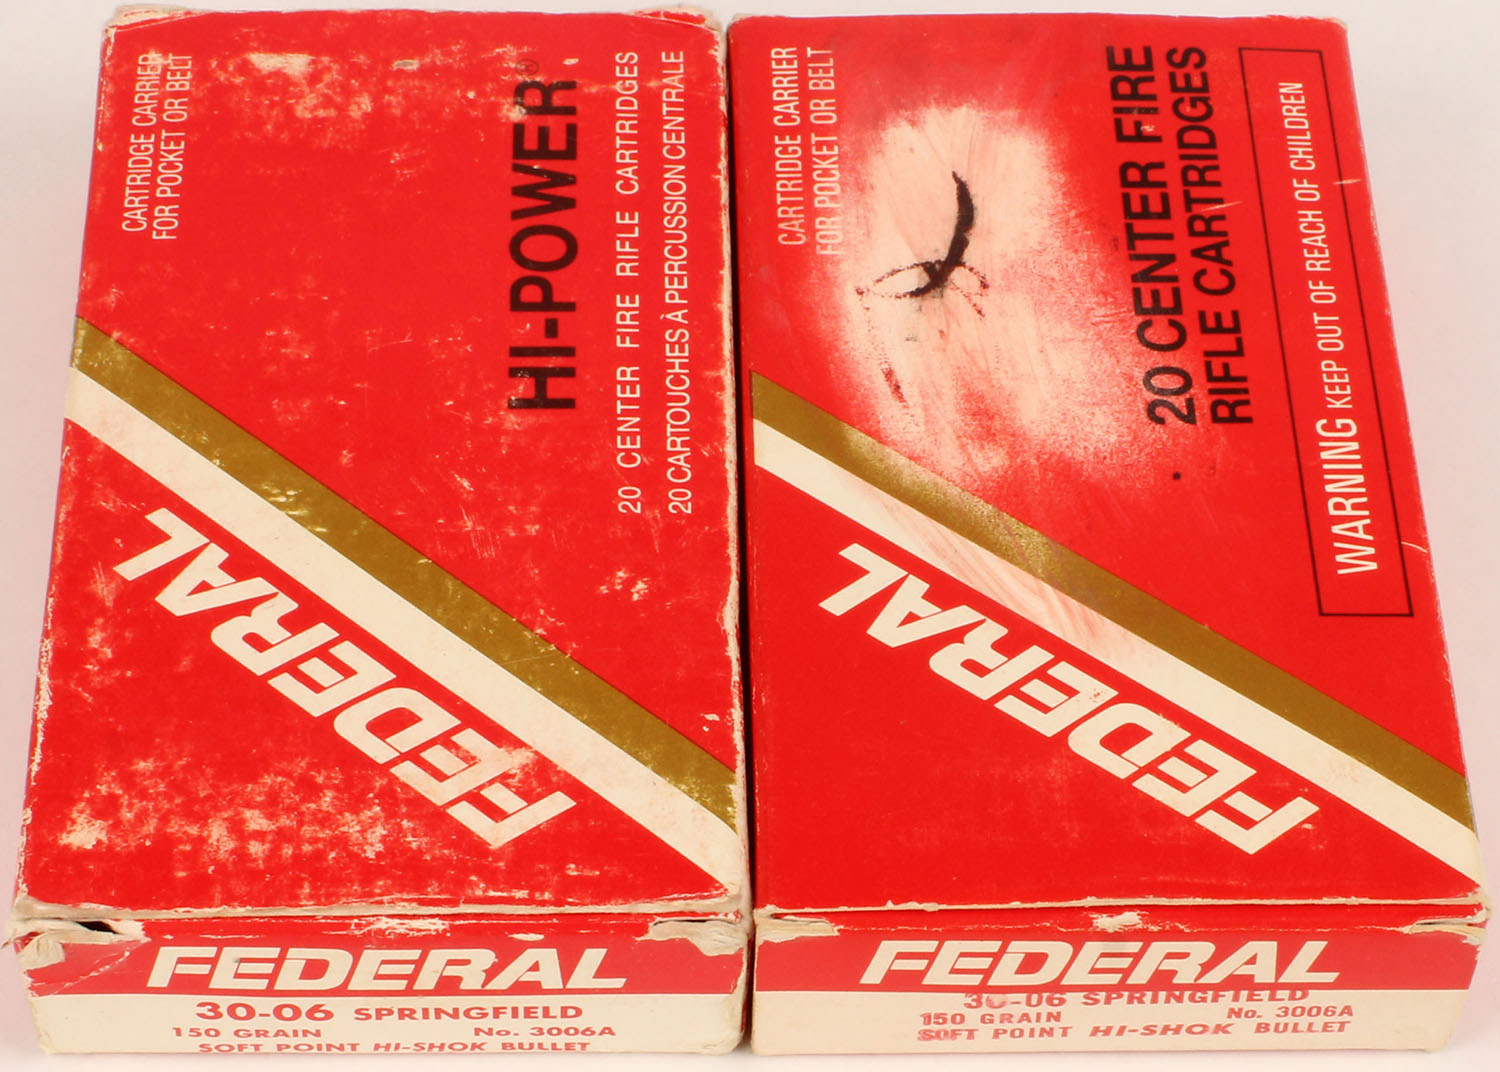 CARTRIDGE CARRIER
FOR POCKET OR BELT
HI-POWER®
20 CENTER FIRE RIFLE CARTRIDGES
20 CARTOUCHES À PERCUSSION CENTRALE
FEDERAL
FEDERAL
30-06 SPRINGFIELD
150 GRAIN No. 3006A
SOFT POINT HI-SHOK BULLET
CARTRIDGE CARRIER
FOR POCKET OR BELT
20 CENTER FIRE
RIFLE CARTRIDGES
WARNING KEEP OUT OF REACH OF CHILDREN
FEDERAL
FEDERAL
30-06 SPRINGFIELD
150 GRAIN No. 3006A
SOFT POINT HI-SHOK BULLET